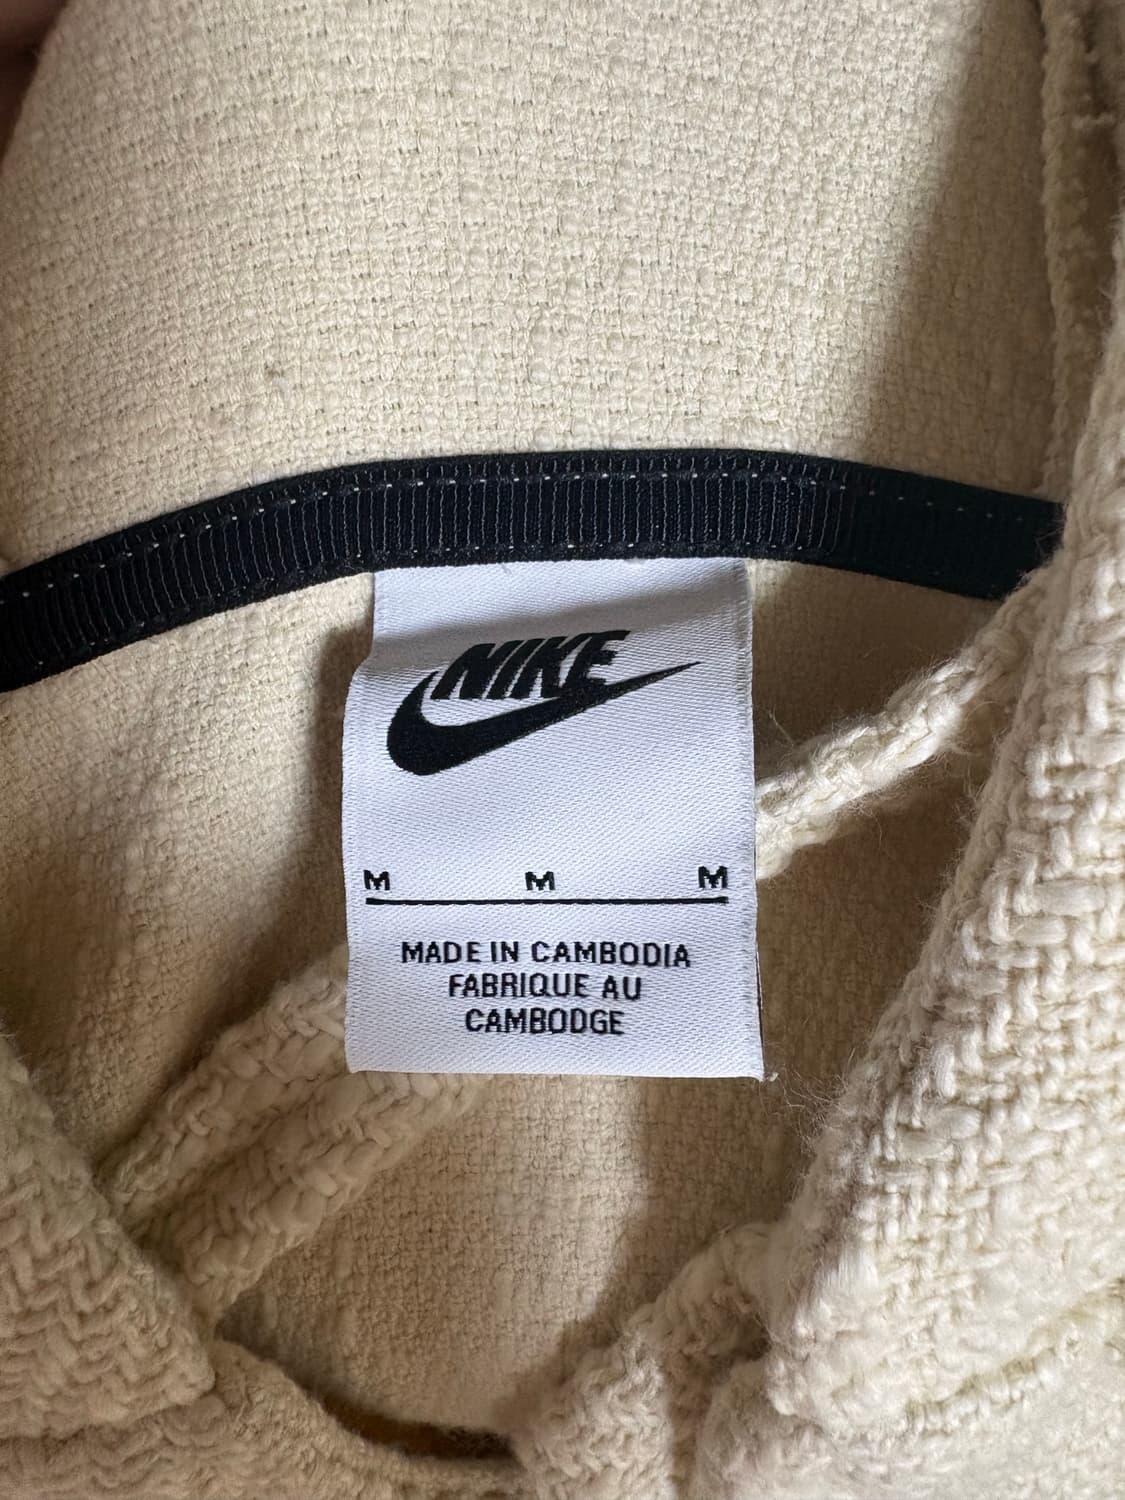 NIKE
M M M
MADE IN CAMBODIA
FABRIQUE AU
CAMBODGE